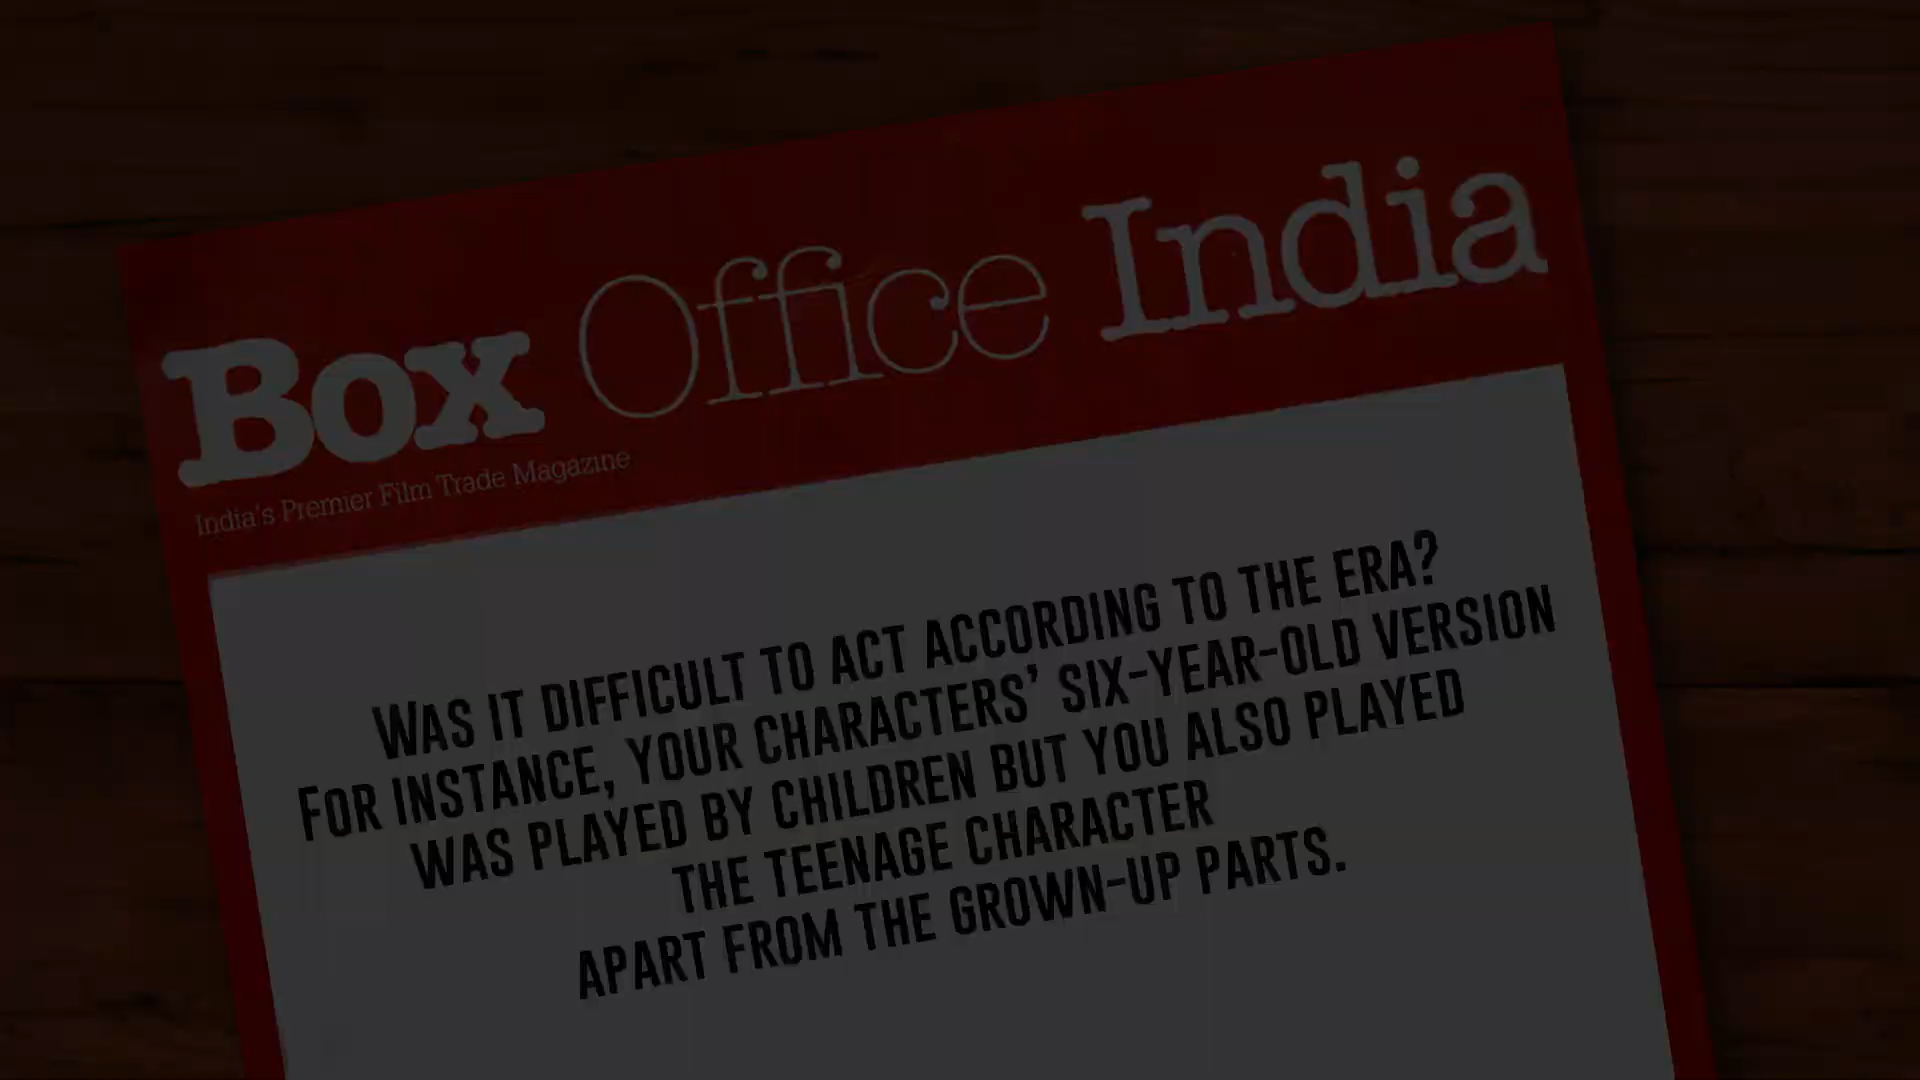 Box Office India
India's Premier Film Trade Magazine
WAS IT DIFFICULT TO ACT ACCORDING TO THE ERA?
FOR INSTANCE, YOUR CHARACTERS' SIX-YEAR-OLD VERSION
WAS PLAYED BY CHILDREN BUT YOU ALSO PLAYED
THE TEENAGE CHARACTER
APART FROM THE GROWN-UP PARTS.